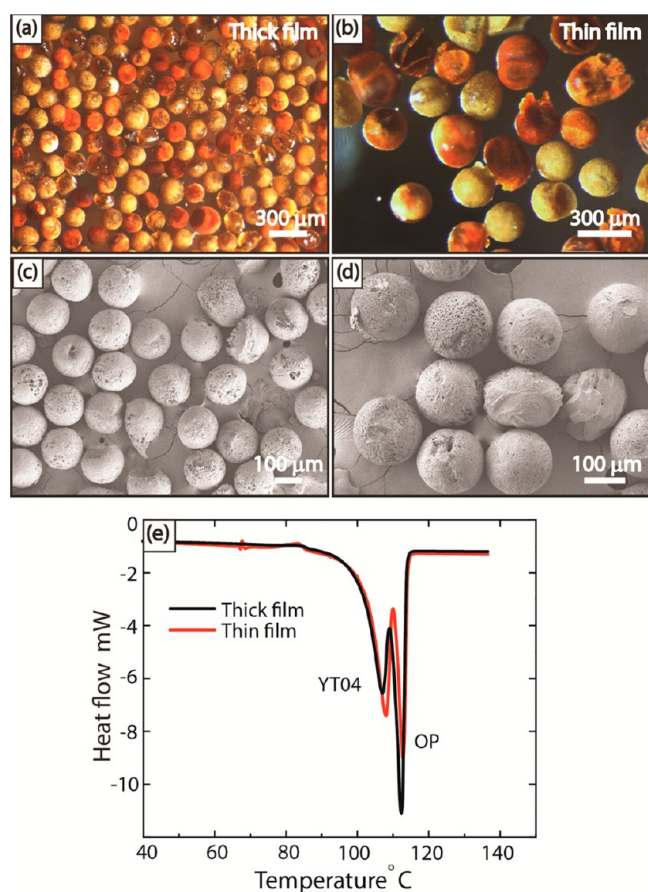 (a)
Thick film
300 µm
(b)
Thin film
300 µm
(c)
100 µm
(d)
100 µm
(e)
0
-2
-4
-6
-8
-10
Heat flow mW
Thick film
Thin film
YT04
OP
40
60
80
100
120
140
Temperature° C